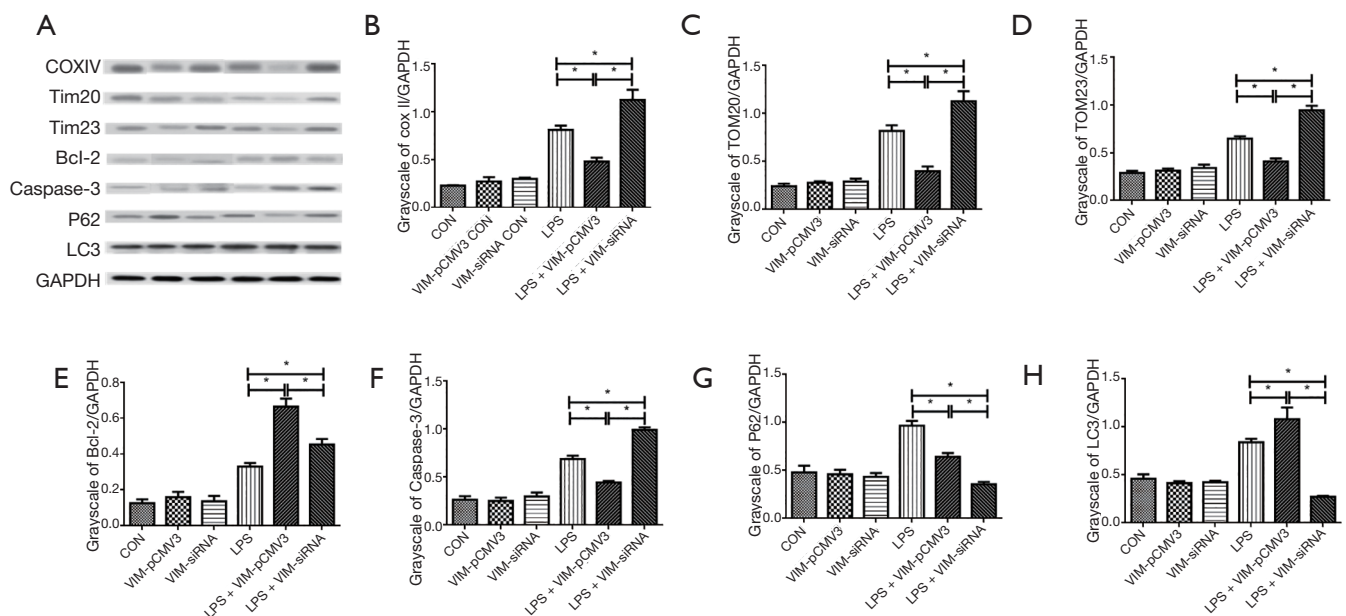 A
COXIV
Tim20
Tim23
Bcl-2
Caspase-3
P62
LC3
GAPDH
B
Grayscale of cox II/GAPDH
1.5
1.0
0.5
0.0
*
*
*
CON
VIM-pCMV3 CON
VIM-siRNA CON
LPS
LPS + VIM-pCMV3
LPS + VIM-siRNA
C
Grayscale of TOM20/GAPDH
1.5
1.0
0.5
0.0
*
*
*
CON
VIM-pCMV3
VIM-siRNA
LPS
LPS + VIM-pCMV3
LPS + VIM-siRNA
D
Grayscale of TOM23/GAPDH
1.5
1.0
0.5
0.0
*
*
*
CON
VIM-pCMV3
VIM-siRNA
LPS
LPS + VIM-pCMV3
LPS + VIM-siRNA
E
Grayscale of Bcl-2/GAPDH
0.8
0.6
0.4
0.2
0.0
*
*
*
CON
VIM-pCMV3
VIM-siRNA
LPS
LPS + VIM-pCMV3
LPS + VIM-siRNA
F
Grayscale of Caspase-3/GAPDH
1.5
1.0
0.5
0.0
*
*
*
CON
VIM-pCMV3
VIM-siRNA
LPS
LPS + VIM-pCMV3
LPS + VIM-siRNA
G
Grayscale of P62/GAPDH
1.5
1.0
0.5
0.0
*
*
*
CON
VIM-pCMV3
VIM-siRNA
LPS
LPS + VIM-pCMV3
LPS + VIM-siRNA
H
Grayscale of LC3/GAPDH
1.5
1.0
0.5
0.0
*
*
*
CON
VIM-pCMV3
VIM-siRNA
LPS
LPS + VIM-pCMV3
LPS + VIM-siRNA